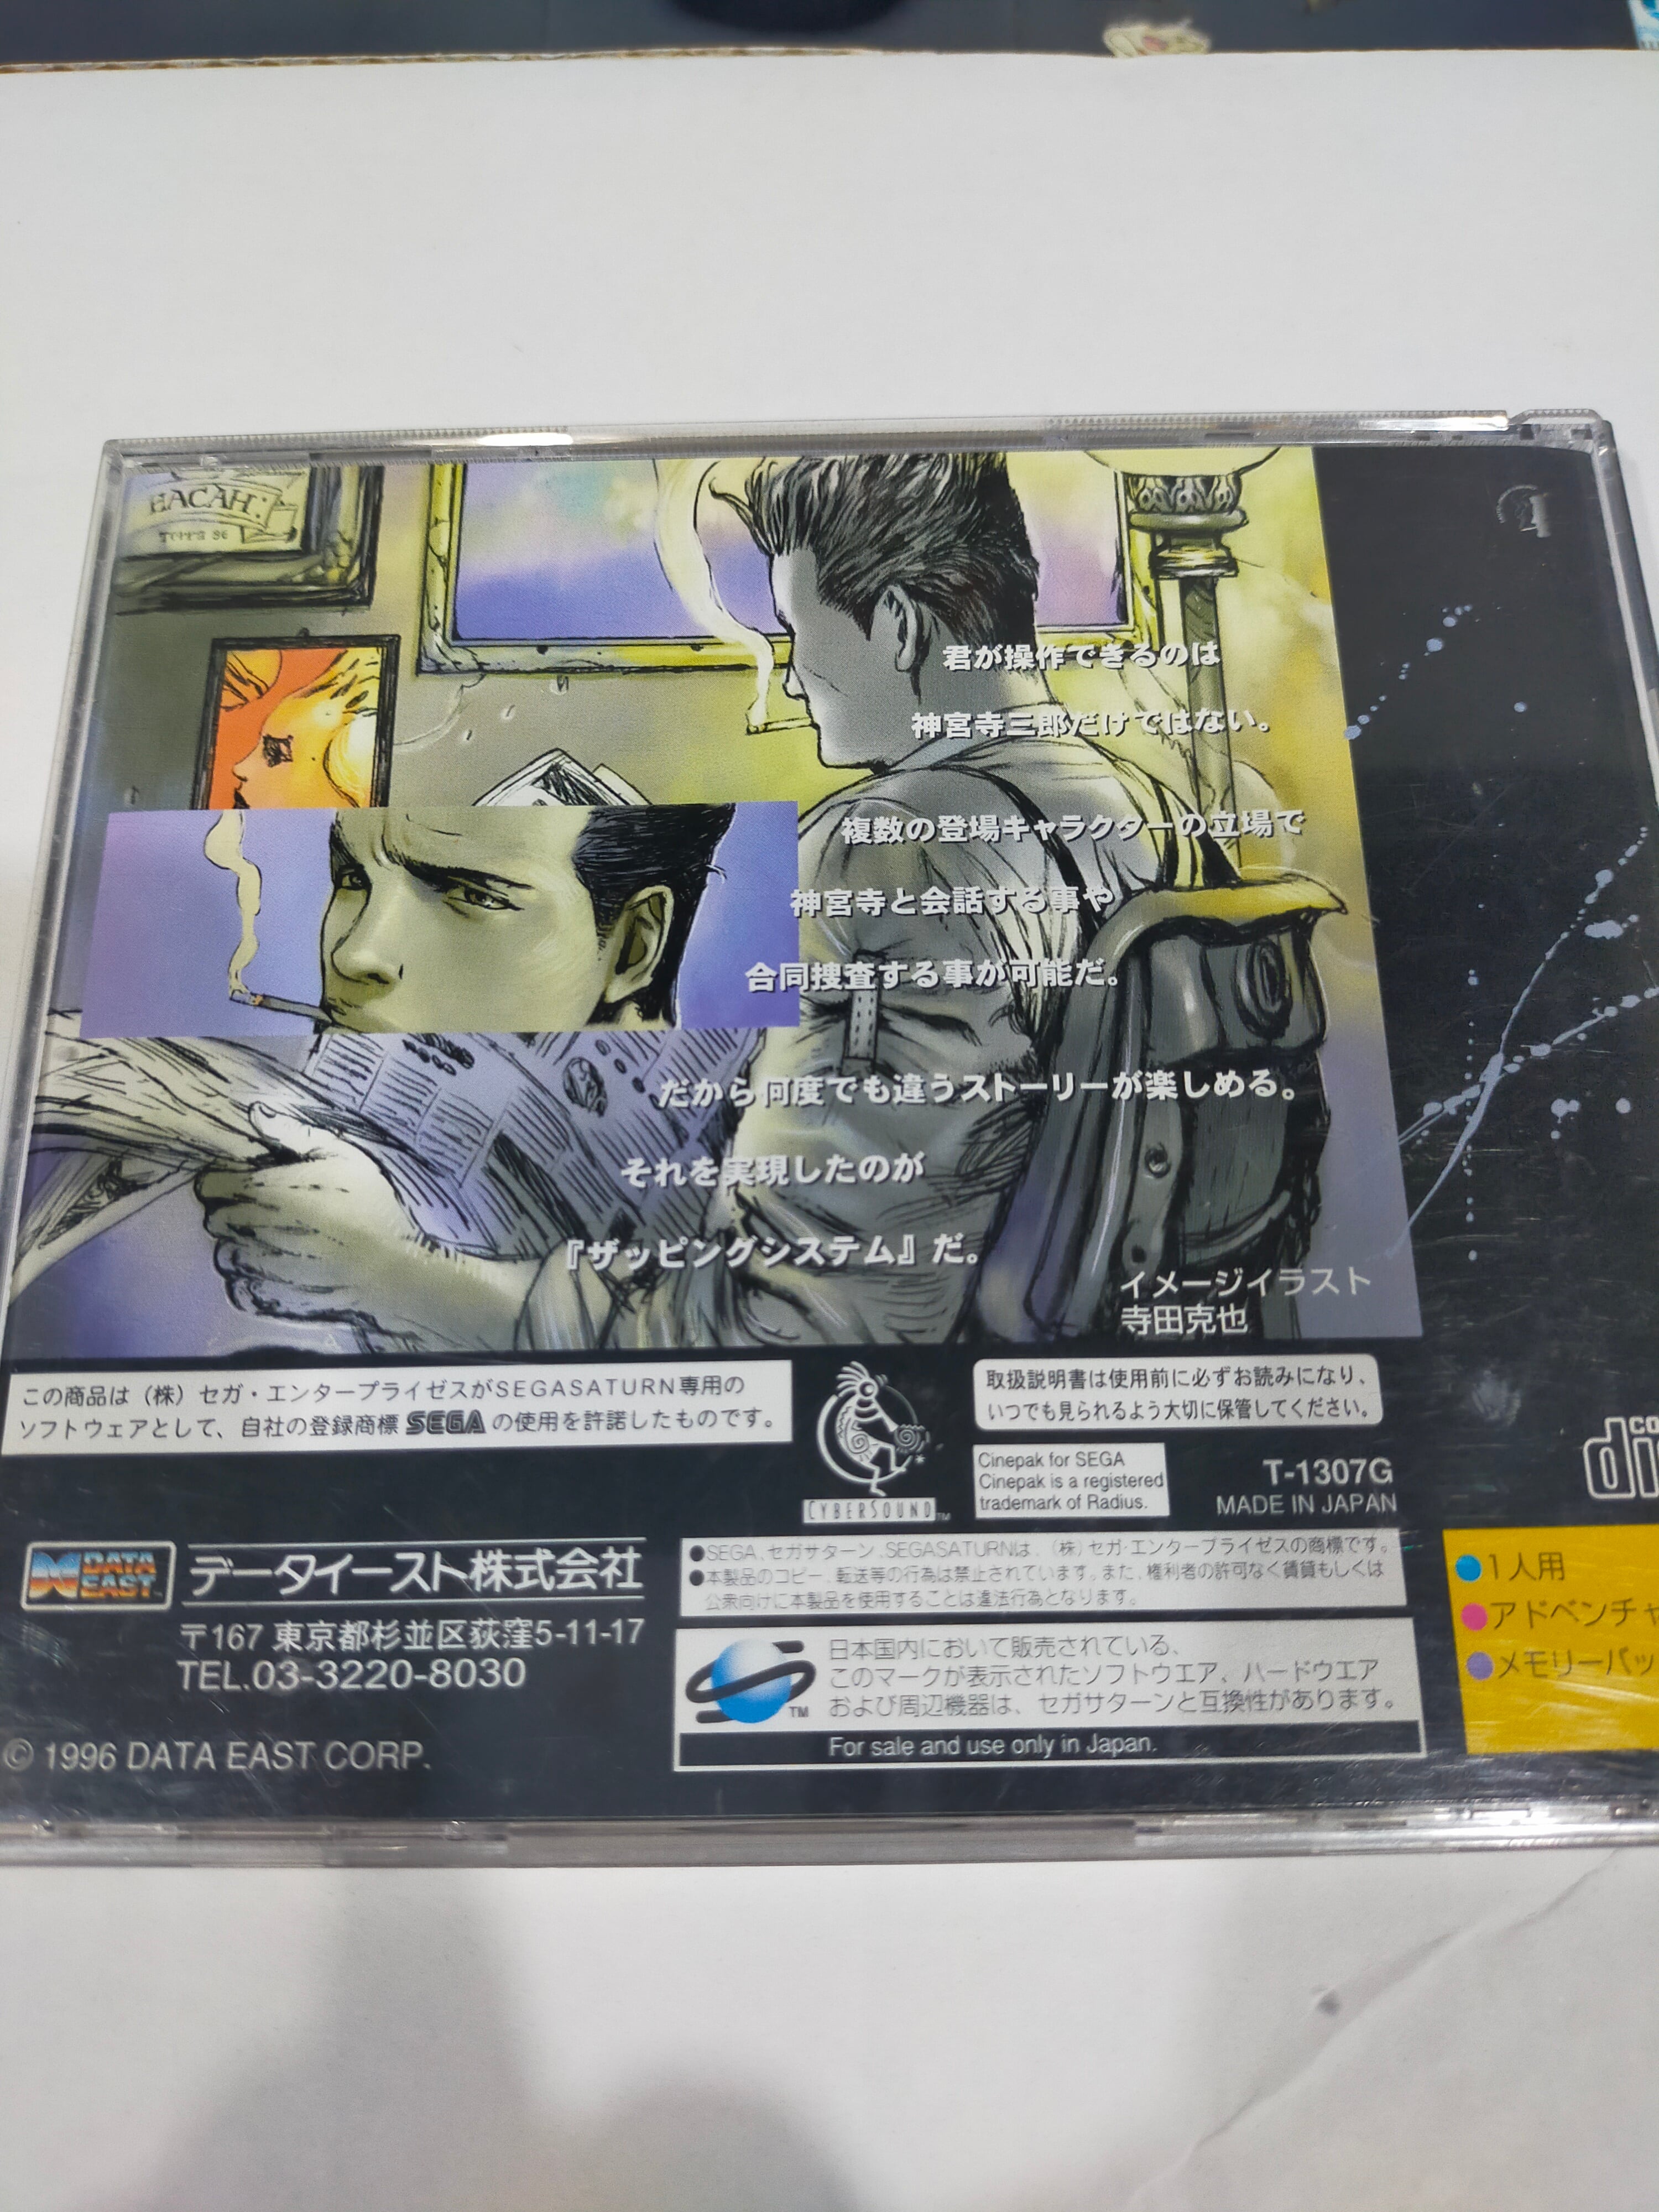 君が操作できるのは
神宮寺三郎だけではない。
複数の登場キャラクターの立場で
神宮寺と会話する事や
合同捜査する事が可能だ。
だから何度でも違うストーリーが楽しめる。
それを実現したのが
『ザッピングシステム』だ。
イメージイラスト
寺田克也
この商品は(株)セガ・エンタープライゼスがSEGASATURN専用の
ソフトウェアとして、自社の登録商標 SEGA の使用を許諾したものです。
CYBERSOUND™
取扱説明書は使用前に必ずお読みになり、
いつでも見られるよう大切に保管してください。
Cinepak for SEGA
Cinepak is a registered
trademark of Radius.
T-1307G
MADE IN JAPAN
DATA
EAST™
データイースト株式会社
〒167 東京都杉並区荻窪5-11-17
TEL.03-3220-8030
© 1996 DATA EAST CORP.
●SEGA、セガサターン、SEGASATURNは、(株)セガ・エンタープライゼスの商標です。
●本製品のコピー、転送等の行為は禁止されています。また、権利者の許可なく賃貸もしくは
公衆向けに本製品を使用することは違法行為となります。
TM
日本国内において販売されている、
このマークが表示されたソフトウエア、ハードウエア
および周辺機器は、セガサターンと互換性があります。
For sale and use only in Japan.
●1人用
●アドベンチャ
●メモリーバッ